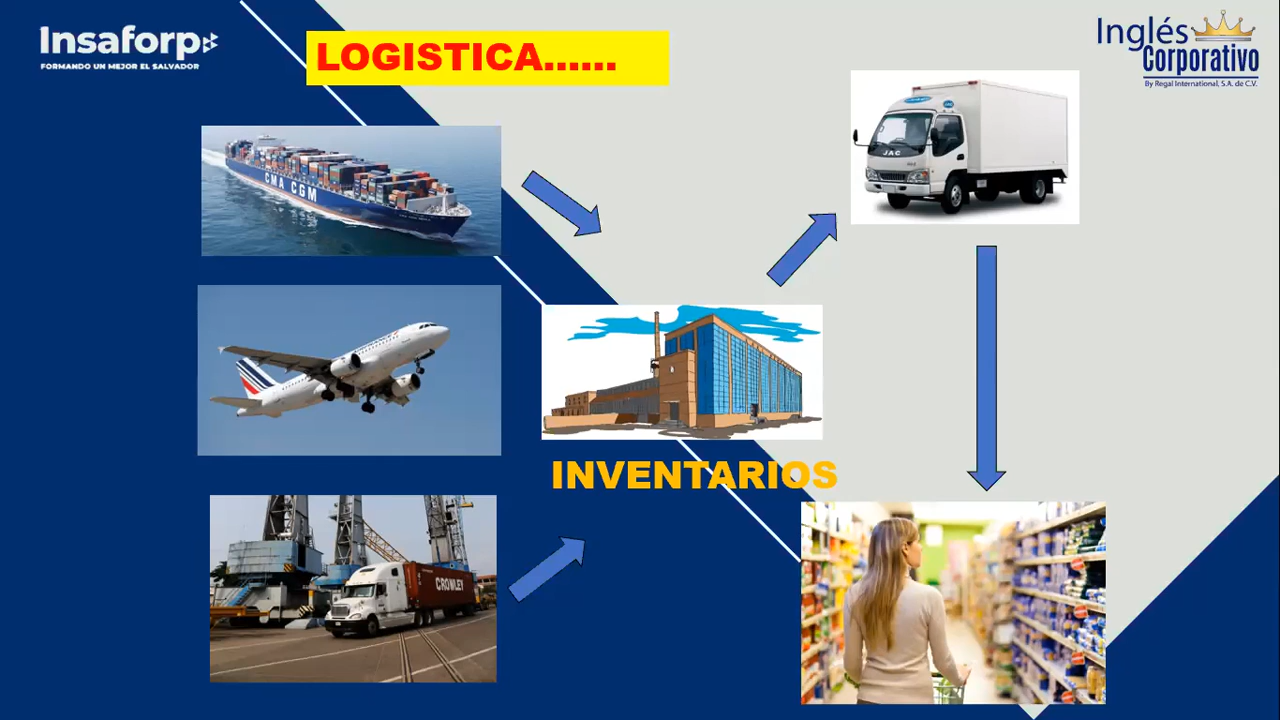 Insaforp
FORMANDO UN MEJOR EL SALVADOR
LOGISTICA......
Inglés
Corporativo
By Regal International, S.A. de C.V.
CMA CGM
JAC
INVENTARIOS
CROWLEY